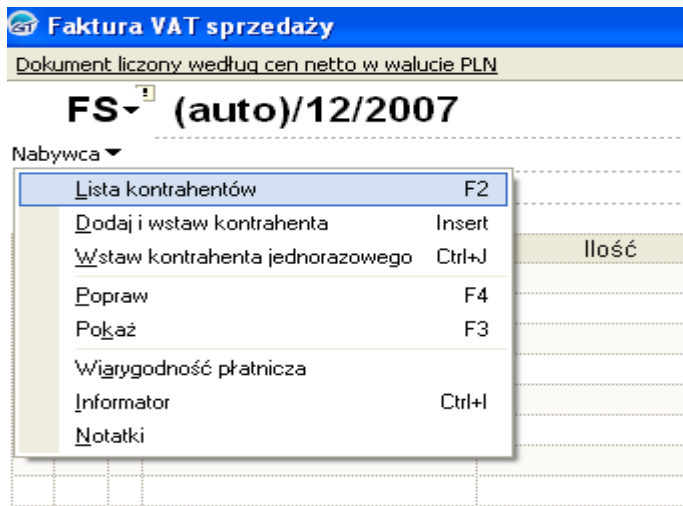 Faktura VAT sprzedaży
Dokument liczony według cen netto w walucie PLN
FS (auto)/12/2007
Nabywca
Lista kontrahentów F2
Dodaj i wstaw kontrahenta Insert
Wstaw kontrahenta jednorazowego Ctrl+J
Ilość
Popraw F4
Pokaż F3
Wiarygodność płatnicza
Informator Ctrl+I
Notatki